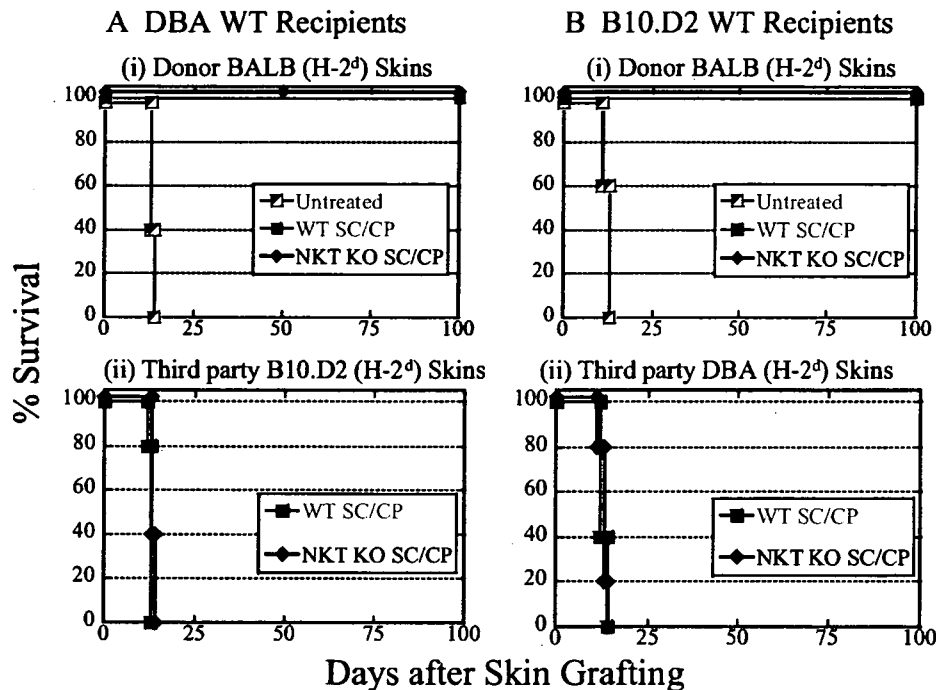 A DBA WT Recipients
B B10.D2 WT Recipients
(i) Donor BALB (H-2ᵈ) Skins
100
80
60
40
20
0
Untreated
WT SC/CP
NKT KO SC/CP
0 25 50 75 100
(i) Donor BALB (H-2ᵈ) Skins
100
80
60
40
20
0
Untreated
WT SC/CP
NKT KO SC/CP
0 25 50 75 100
% Survival
(ii) Third party B10.D2 (H-2ᵈ) Skins
100
80
60
40
20
0
WT SC/CP
NKT KO SC/CP
0 25 50 75 100
(ii) Third party DBA (H-2ᵈ) Skins
100
80
60
40
20
0
WT SC/CP
NKT KO SC/CP
0 25 50 75 100
Days after Skin Grafting